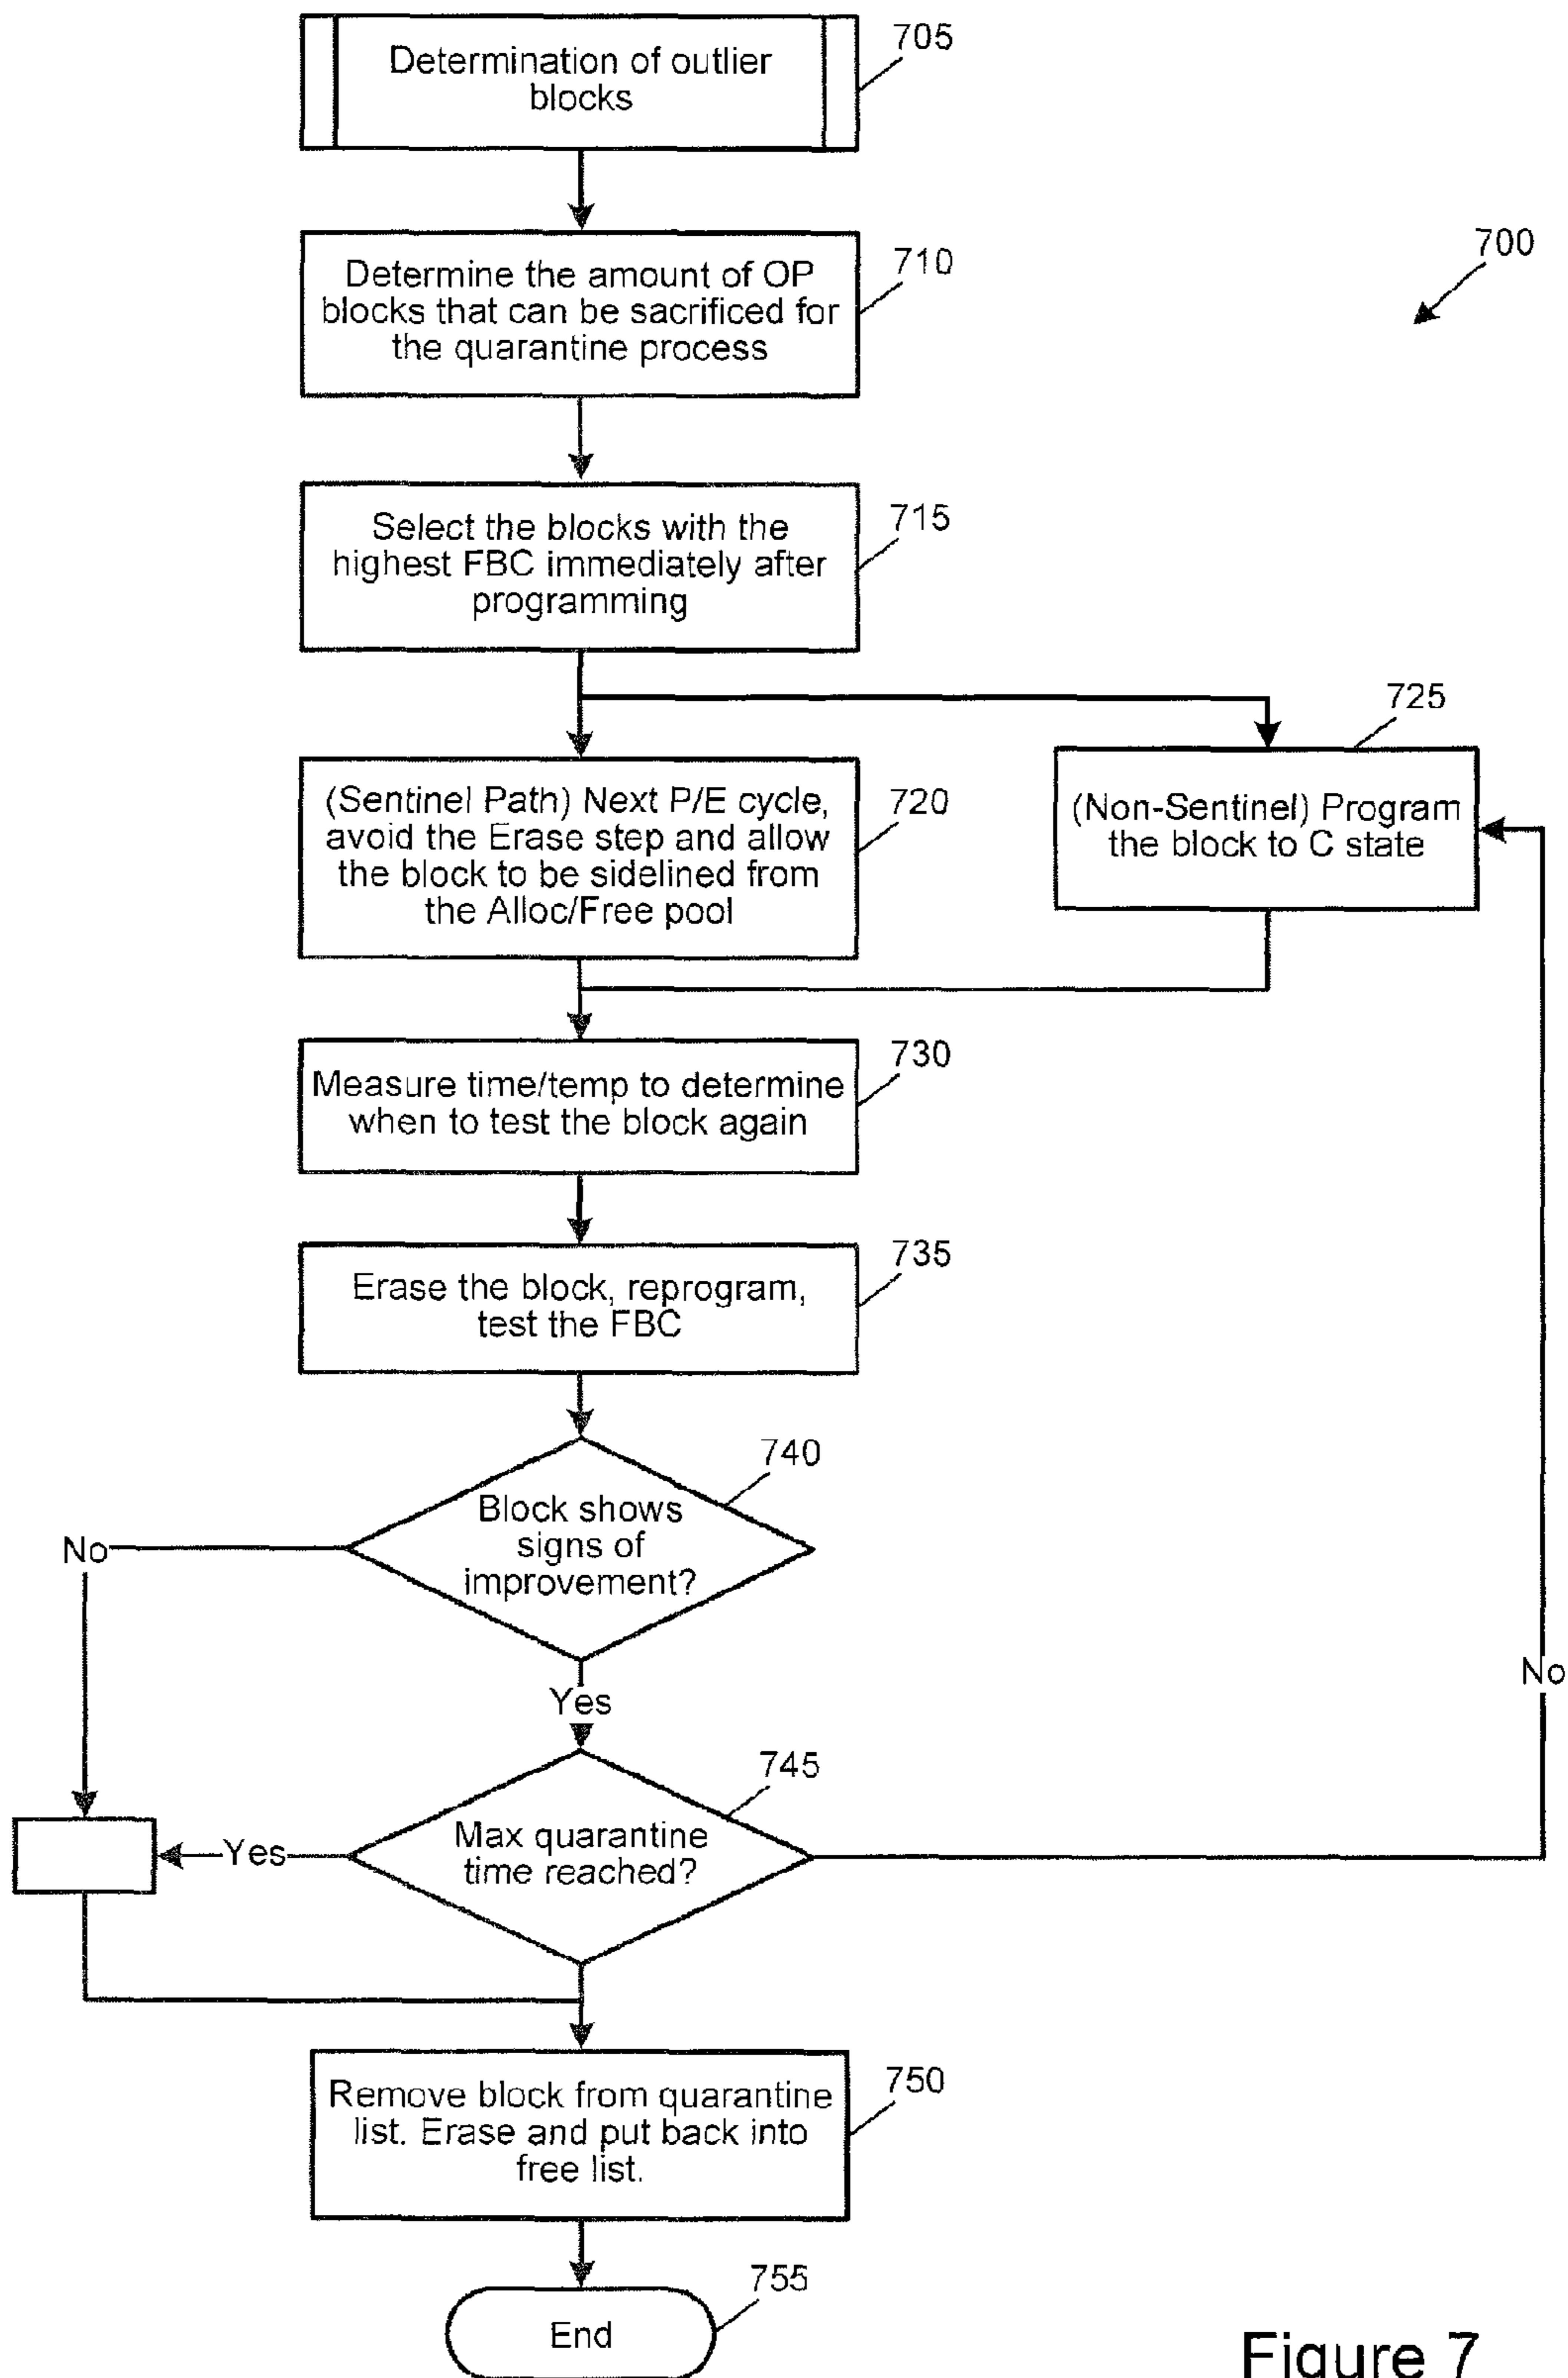 Determination of outlier
blocks
705
Determine the amount of OP
blocks that can be sacrificed for
the quarantine process
710
700
Select the blocks with the
highest FBC immediately after
programming
715
(Sentinel Path) Next P/E cycle,
avoid the Erase step and allow
the block to be sidelined from
the Alloc/Free pool
720
725
(Non-Sentinel) Program
the block to C state
Measure time/temp to determine
when to test the block again
730
Erase the block, reprogram,
test the FBC
735
Block shows
signs of
improvement?
740
No
Yes
No
Max quarantine
time reached?
745
Yes
Remove block from quarantine
list. Erase and put back into
free list.
750
End
755
Figure 7